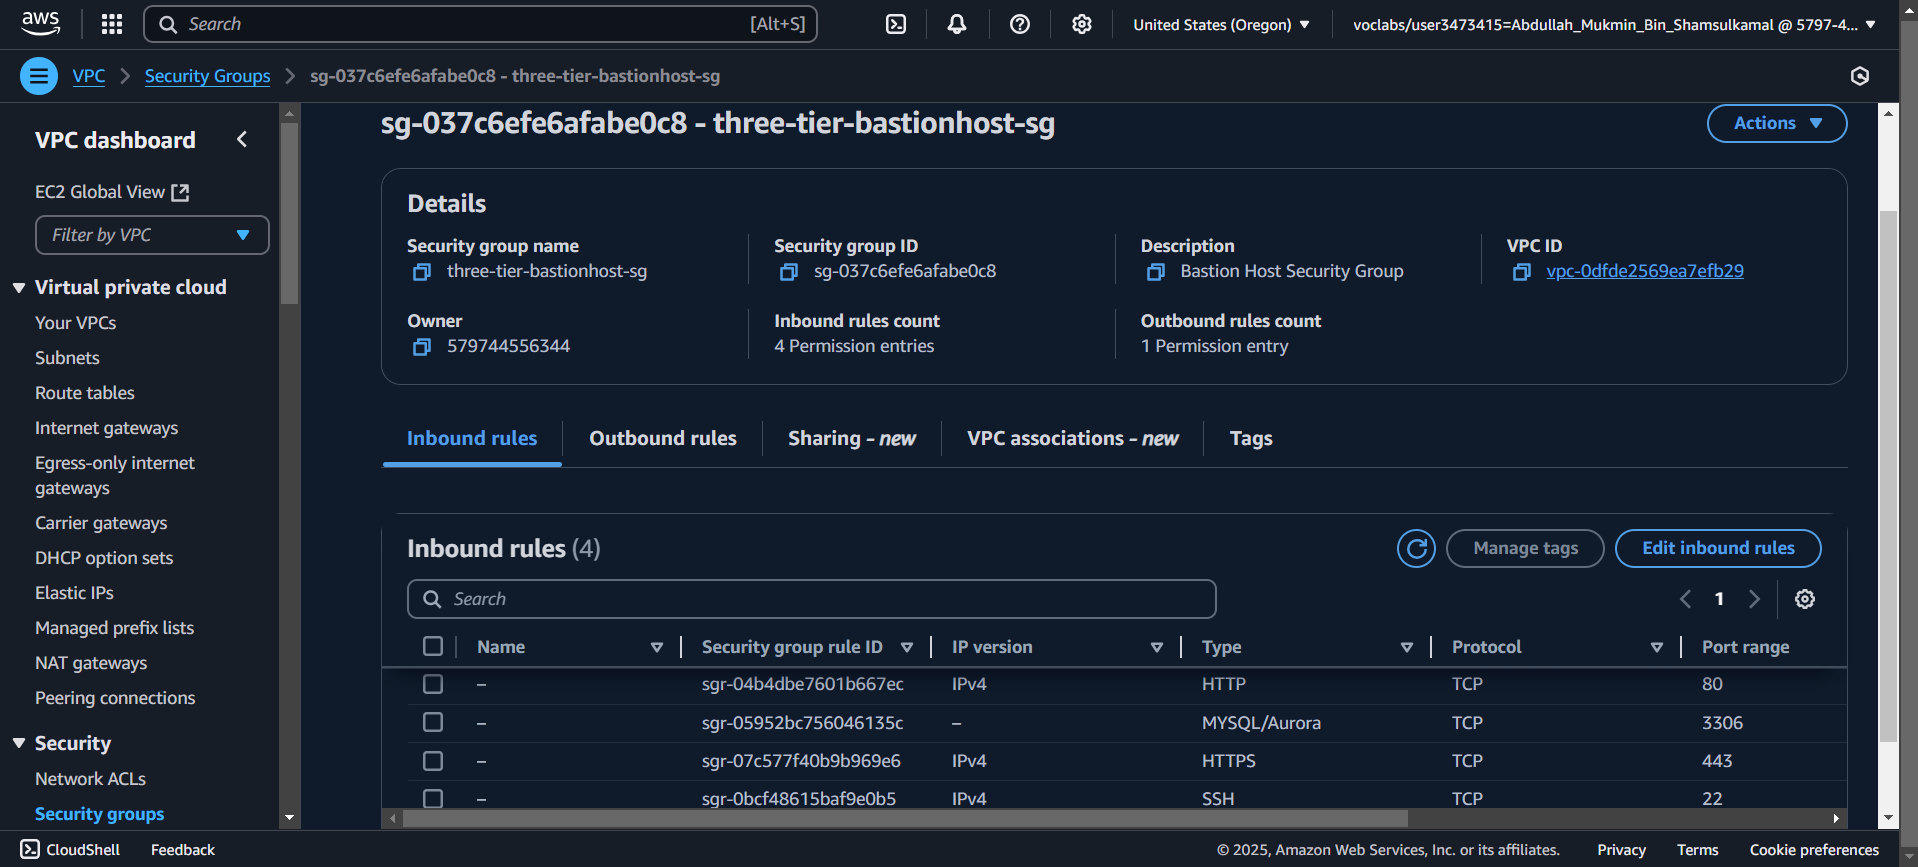 aws
Search
[Alt+S]
United States (Oregon)
voclabs/user3473415=Abdullah_Mukmin_Bin_Shamsulkamal @ 5797-4...
VPC
Security Groups
sg-037c6efe6afabe0c8 - three-tier-bastionhost-sg
VPC dashboard
EC2 Global View
Filter by VPC
Virtual private cloud
Your VPCs
Subnets
Route tables
Internet gateways
Egress-only internet
gateways
Carrier gateways
DHCP option sets
Elastic IPs
Managed prefix lists
NAT gateways
Peering connections
Security
Network ACLs
Security groups
sg-037c6efe6afabe0c8 - three-tier-bastionhost-sg
Actions
Details
Security group name
three-tier-bastionhost-sg
Security group ID
sg-037c6efe6afabe0c8
Description
Bastion Host Security Group
VPC ID
vpc-0dfde2569ea7efb29
Owner
579744556344
Inbound rules count
4 Permission entries
Outbound rules count
1 Permission entry
Inbound rules
Outbound rules
Sharing - new
VPC associations - new
Tags
Inbound rules (4)
Manage tags
Edit inbound rules
Search
1
Name Security group rule ID IP version Type Protocol Port range
– sgr-04b4dbe7601b667ec IPv4 HTTP TCP 80
– sgr-05952bc756046135c – MYSQL/Aurora TCP 3306
– sgr-07c577f40b9b969e6 IPv4 HTTPS TCP 443
– sgr-0bcf48615baf9e0b5 IPv4 SSH TCP 22
CloudShell
Feedback
© 2025, Amazon Web Services, Inc. or its affiliates.
Privacy
Terms
Cookie preferences